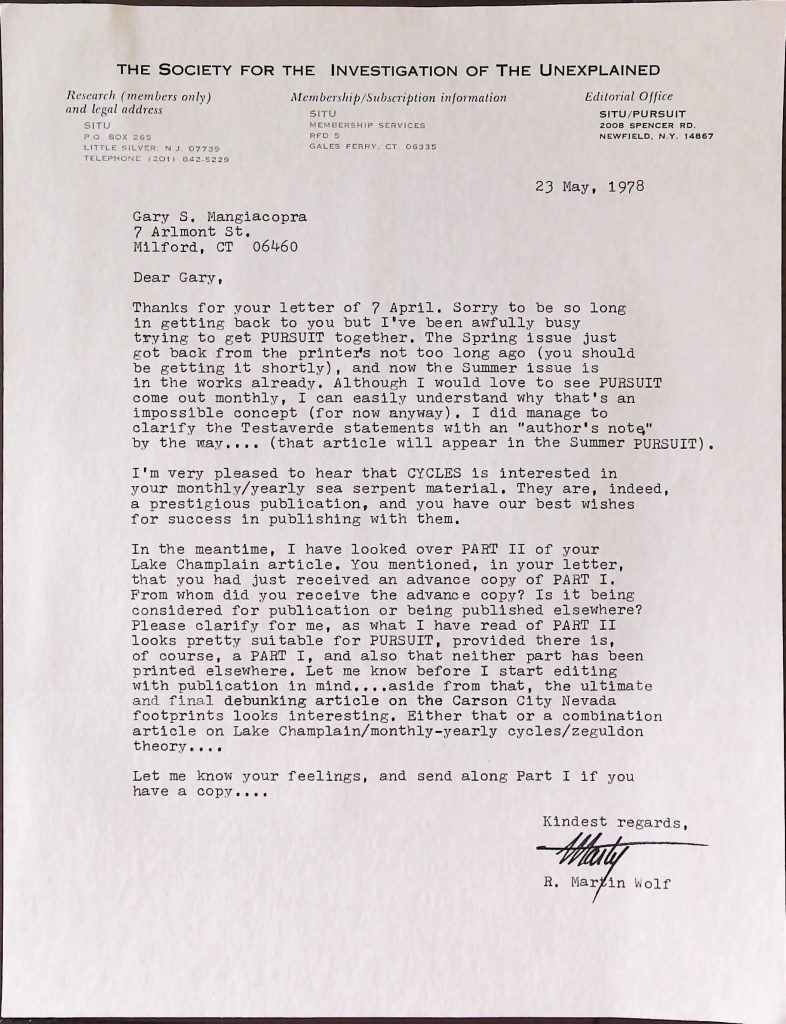 THE SOCIETY FOR THE INVESTIGATION OF THE UNEXPLAINED
Research (members only)
and legal address
SITU
P.O. BOX 265
LITTLE SILVER, N.J. 07739
TELEPHONE (201) 842-5229
Membership/Subscription information
SITU
MEMBERSHIP SERVICES
RFD 5
GALES FERRY, CT. 06335
Editorial Office
SITU/PURSUIT
2008 SPENCER RD.
NEWFIELD, N.Y. 14867
23 May, 1978
Gary S. Mangiacopra
7 Arlmont St.
Milford, CT 06460
Dear Gary,
Thanks for your letter of 7 April. Sorry to be so long
in getting back to you but I've been awfully busy
trying to get PURSUIT together. The Spring issue just
got back from the printer's not too long ago (you should
be getting it shortly), and now the Summer issue is
in the works already. Although I would love to see PURSUIT
come out monthly, I can easily understand why that's an
impossible concept (for now anyway). I did manage to
clarify the Testaverde statements with an "author's note,"
by the way.... (that article will appear in the Summer PURSUIT).
I'm very pleased to hear that CYCLES is interested in
your monthly/yearly sea serpent material. They are, indeed,
a prestigious publication, and you have our best wishes
for success in publishing with them.
In the meantime, I have looked over PART II of your
Lake Champlain article. You mentioned, in your letter,
that you had just received an advance copy of PART I.
From whom did you receive the advance copy? Is it being
considered for publication or being published elsewhere?
Please clarify for me, as what I have read of PART II
looks pretty suitable for PURSUIT, provided there is,
of course, a PART I, and also that neither part has been
printed elsewhere. Let me know before I start editing
with publication in mind....aside from that, the ultimate
and final debunking article on the Carson City Nevada
footprints looks interesting. Either that or a combination
article on Lake Champlain/monthly-yearly cycles/zeguldon
theory....
Let me know your feelings, and send along Part I if you
have a copy....
Kindest regards,
Marty
R. Martin Wolf